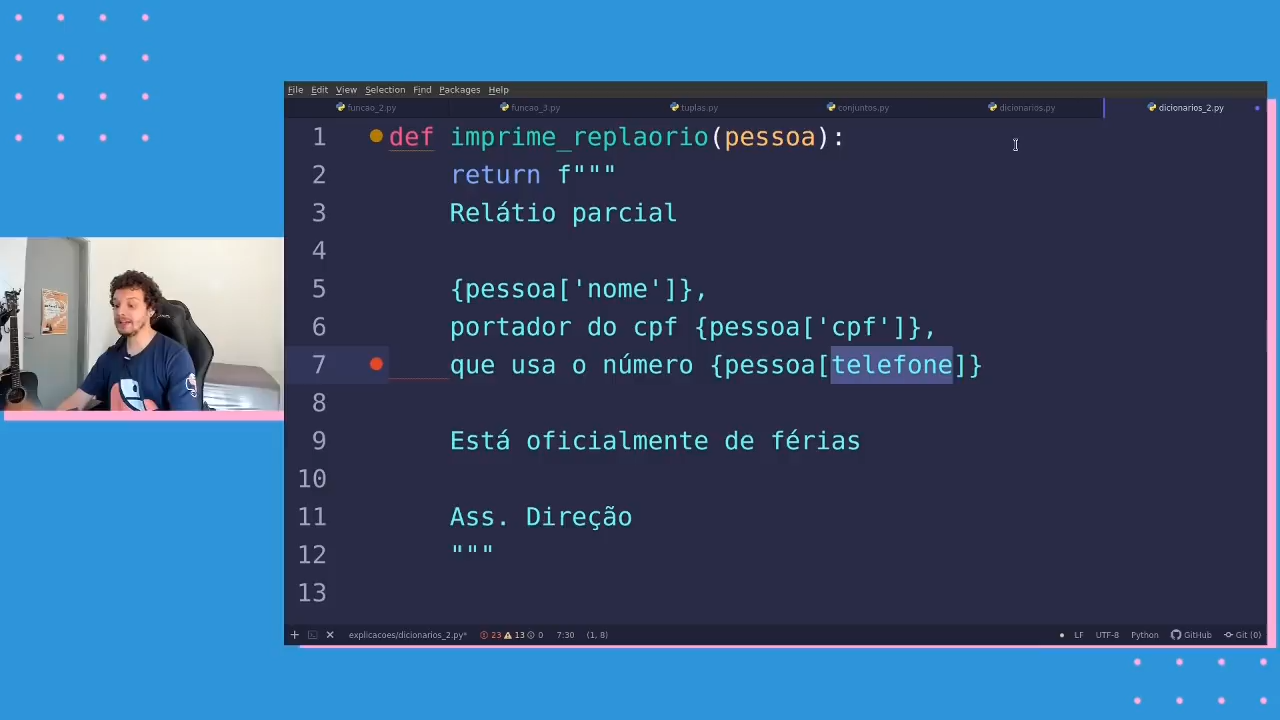 File Edit View Selection Find Packages Help
funcao_2.py funcao_3.py tuplas.py conjuntos.py dicionarios.py dicionarios_2.py
1 def imprime_replaorio(pessoa):
2 return f"""
3 Relátio parcial
4
5 {pessoa['nome']},
6 portador do cpf {pessoa['cpf']},
7 que usa o número {pessoa[telefone]}
8
9 Está oficialmente de férias
10
11 Ass. Direção
12 """
13
explicacoes/dicionarios_2.py* 23 13 0 7:30 (1, 8) LF UTF-8 Python GitHub Git (0)